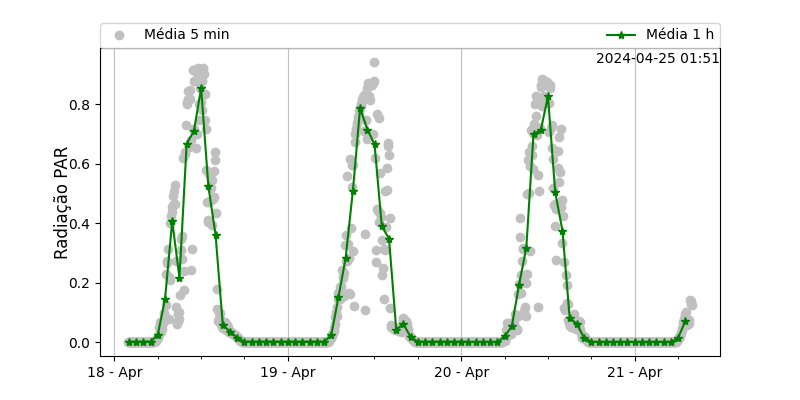 Média 5 min
Média 1 h
2024-04-25 01:51
Radiação PAR
0.8
0.6
0.4
0.2
0.0
18 - Apr
19 - Apr
20 - Apr
21 - Apr